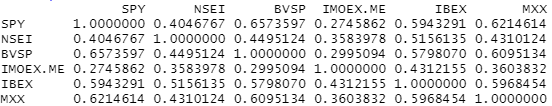 SPY NSEI BVSP IMOEX.ME IBEX MXX
SPY 1.0000000 0.4046767 0.6573597 0.2745862 0.5943291 0.6214614
NSEI 0.4046767 1.0000000 0.4495124 0.3583978 0.5156135 0.4310124
BVSP 0.6573597 0.4495124 1.0000000 0.2995094 0.5798070 0.6095134
IMOEX.ME 0.2745862 0.3583978 0.2995094 1.0000000 0.4312155 0.3603832
IBEX 0.5943291 0.5156135 0.5798070 0.4312155 1.0000000 0.5968454
MXX 0.6214614 0.4310124 0.6095134 0.3603832 0.5968454 1.0000000